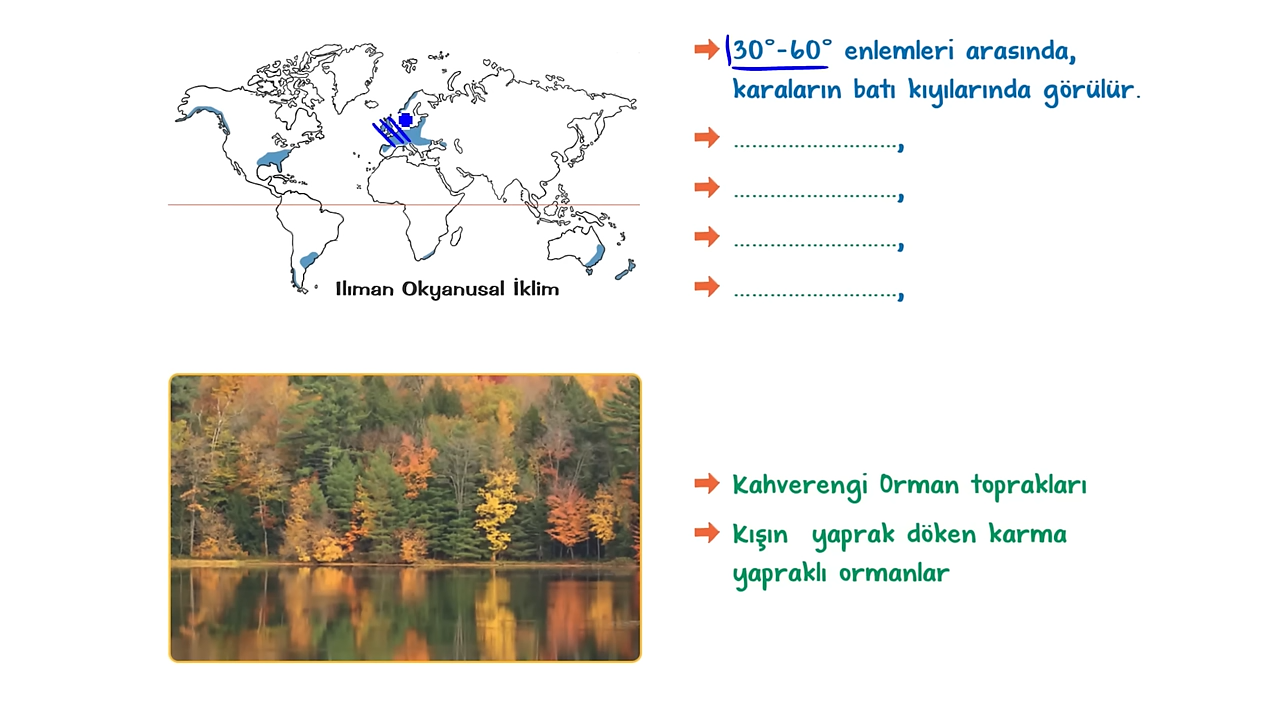 30°-60° enlemleri arasında,
karaların batı kıyılarında görülür.
...........................,
...........................,
...........................,
...........................,
Ilıman Okyanusal İklim
Kahverengi Orman toprakları
Kışın yaprak döken karma
yapraklı ormanlar